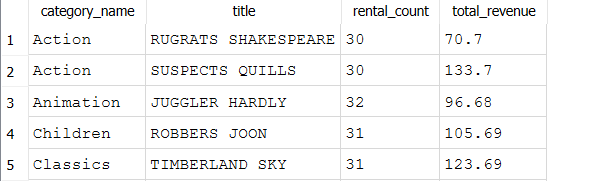 category_name title rental_count total_revenue
1 Action RUGRATS SHAKESPEARE 30 70.7
2 Action SUSPECTS QUILLS 30 133.7
3 Animation JUGGLER HARDLY 32 96.68
4 Children ROBBERS JOON 31 105.69
5 Classics TIMBERLAND SKY 31 123.69